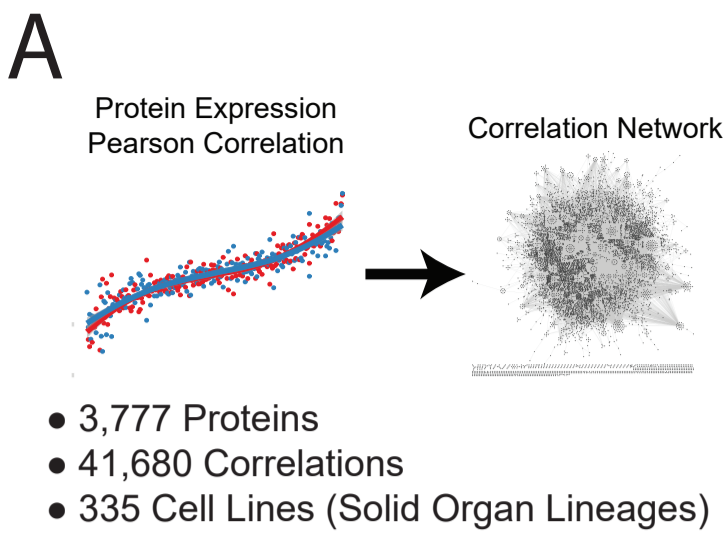 A
Protein Expression
Pearson Correlation
Correlation Network
● 3,777 Proteins
● 41,680 Correlations
● 335 Cell Lines (Solid Organ Lineages)